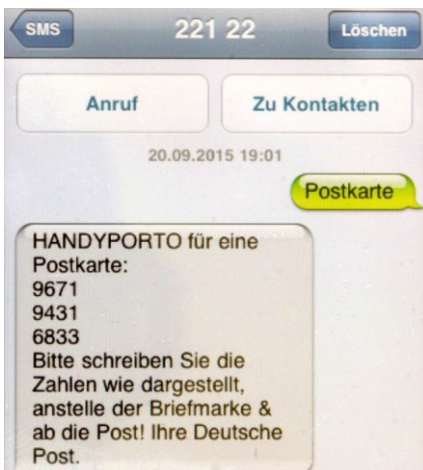 SMS
221 22
Löschen
Anruf
Zu Kontakten
20.09.2015 19:01
Postkarte
HANDYPORTO für eine
Postkarte:
9671
9431
6833
Bitte schreiben Sie die
Zahlen wie dargestellt,
anstelle der Briefmarke &
ab die Post! Ihre Deutsche
Post.